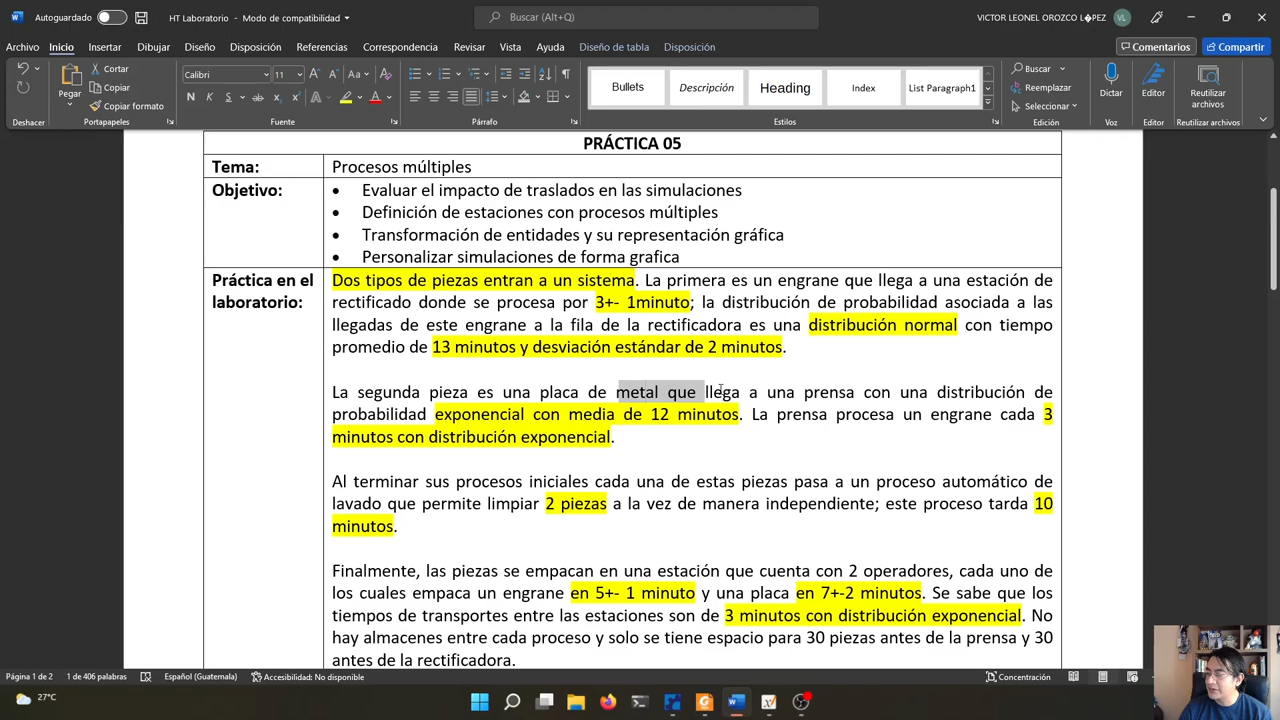 Autoguardado
HT Laboratorio - Modo de compatibilidad
Buscar (Alt+Q)
VICTOR LEONEL OROZCO L�PEZ
VL
Archivo Inicio Insertar Dibujar Diseño Disposición Referencias Correspondencia Revisar Vista Ayuda Diseño de tabla Disposición
Comentarios
Compartir
Pegar
Cortar
Copiar
Copiar formato
Calibri
11
Bullets
Descripción
Heading
Index
List Paragraph1
Buscar
Reemplazar
Seleccionar
Dictar
Editor
Reutilizar archivos
Deshacer Portapapeles Fuente Párrafo Estilos Edición Voz Editor Reutilizar archivos
PRÁCTICA 05
Tema: Procesos múltiples
Objetivo: • Evaluar el impacto de traslados en las simulaciones
• Definición de estaciones con procesos múltiples
• Transformación de entidades y su representación gráfica
• Personalizar simulaciones de forma grafica
Práctica en el laboratorio:
Dos tipos de piezas entran a un sistema. La primera es un engrane que llega a una estación de
rectificado donde se procesa por 3+- 1minuto; la distribución de probabilidad asociada a las
llegadas de este engrane a la fila de la rectificadora es una distribución normal con tiempo
promedio de 13 minutos y desviación estándar de 2 minutos.
La segunda pieza es una placa de metal que llega a una prensa con una distribución de
probabilidad exponencial con media de 12 minutos. La prensa procesa un engrane cada 3
minutos con distribución exponencial.
Al terminar sus procesos iniciales cada una de estas piezas pasa a un proceso automático de
lavado que permite limpiar 2 piezas a la vez de manera independiente; este proceso tarda 10
minutos.
Finalmente, las piezas se empacan en una estación que cuenta con 2 operadores, cada uno de
los cuales empaca un engrane en 5+- 1 minuto y una placa en 7+-2 minutos. Se sabe que los
tiempos de transportes entre las estaciones son de 3 minutos con distribución exponencial. No
hay almacenes entre cada proceso y solo se tiene espacio para 30 piezas antes de la prensa y 30
antes de la rectificadora.
Página 1 de 2
1 de 406 palabras
Español (Guatemala)
Accesibilidad: No disponible
Concentración
27°C